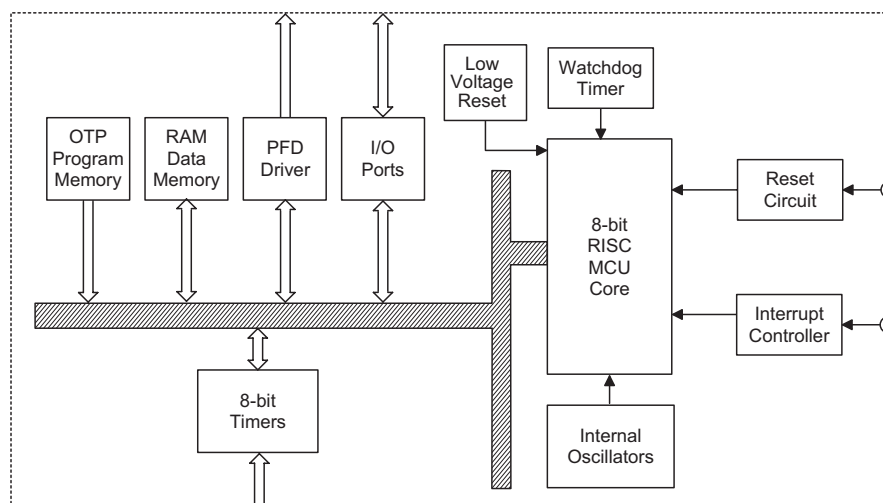 Low
Voltage
Reset
Watchdog
Timer
OTP
Program
Memory
RAM
Data
Memory
PFD
Driver
I/O
Ports
8-bit
RISC
MCU
Core
Reset
Circuit
Interrupt
Controller
8-bit
Timers
Internal
Oscillators